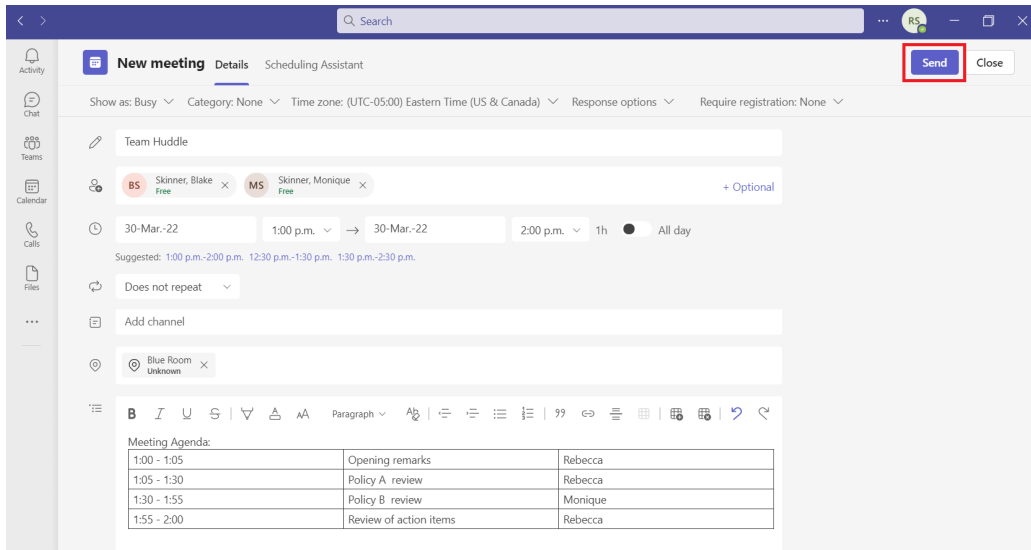 Search
RS
Activity
Chat
Teams
Calendar
Calls
Files
New meeting Details Scheduling Assistant Send Close
Show as: Busy Category: None Time zone: (UTC-05:00) Eastern Time (US & Canada) Response options Require registration: None
Team Huddle
BS Skinner, Blake Free MS Skinner, Monique Free + Optional
30-Mar.-22 1:00 p.m. → 30-Mar.-22 2:00 p.m. 1h All day
Suggested: 1:00 p.m.-2:00 p.m. 12:30 p.m.-1:30 p.m. 1:30 p.m.-2:30 p.m.
Does not repeat
Add channel
Blue Room
Unknown
B I U S A AA Paragraph Ab
Meeting Agenda:
1:00 - 1:05 Opening remarks Rebecca
1:05 - 1:30 Policy A review Rebecca
1:30 - 1:55 Policy B review Monique
1:55 - 2:00 Review of action items Rebecca